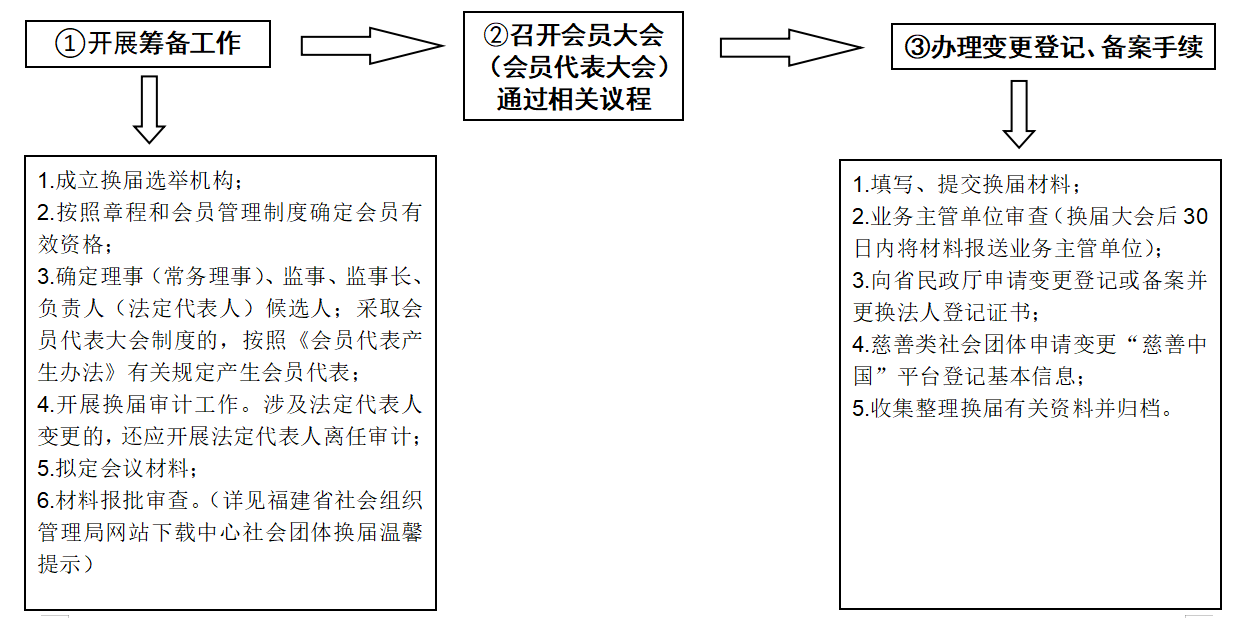 ①开展筹备工作
②召开会员大会
（会员代表大会）
通过相关议程
③办理变更登记、备案手续
1.成立换届选举机构；
2.按照章程和会员管理制度确定会员有
效资格；
3.确定理事（常务理事）、监事、监事长、
负责人（法定代表人）候选人；采取会
员代表大会制度的，按照《会员代表产
生办法》有关规定产生会员代表；
4.开展换届审计工作。涉及法定代表人
变更的，还应开展法定代表人离任审计；
5.拟定会议材料；
6.材料报批审查。（详见福建省社会组织
管理局网站下载中心社会团体换届温馨
提示）
1.填写、提交换届材料；
2.业务主管单位审查（换届大会后 30
日内将材料报送业务主管单位）；
3.向省民政厅申请变更登记或备案并
更换法人登记证书；
4.慈善类社会团体申请变更“慈善中
国”平台登记基本信息；
5.收集整理换届有关资料并归档。